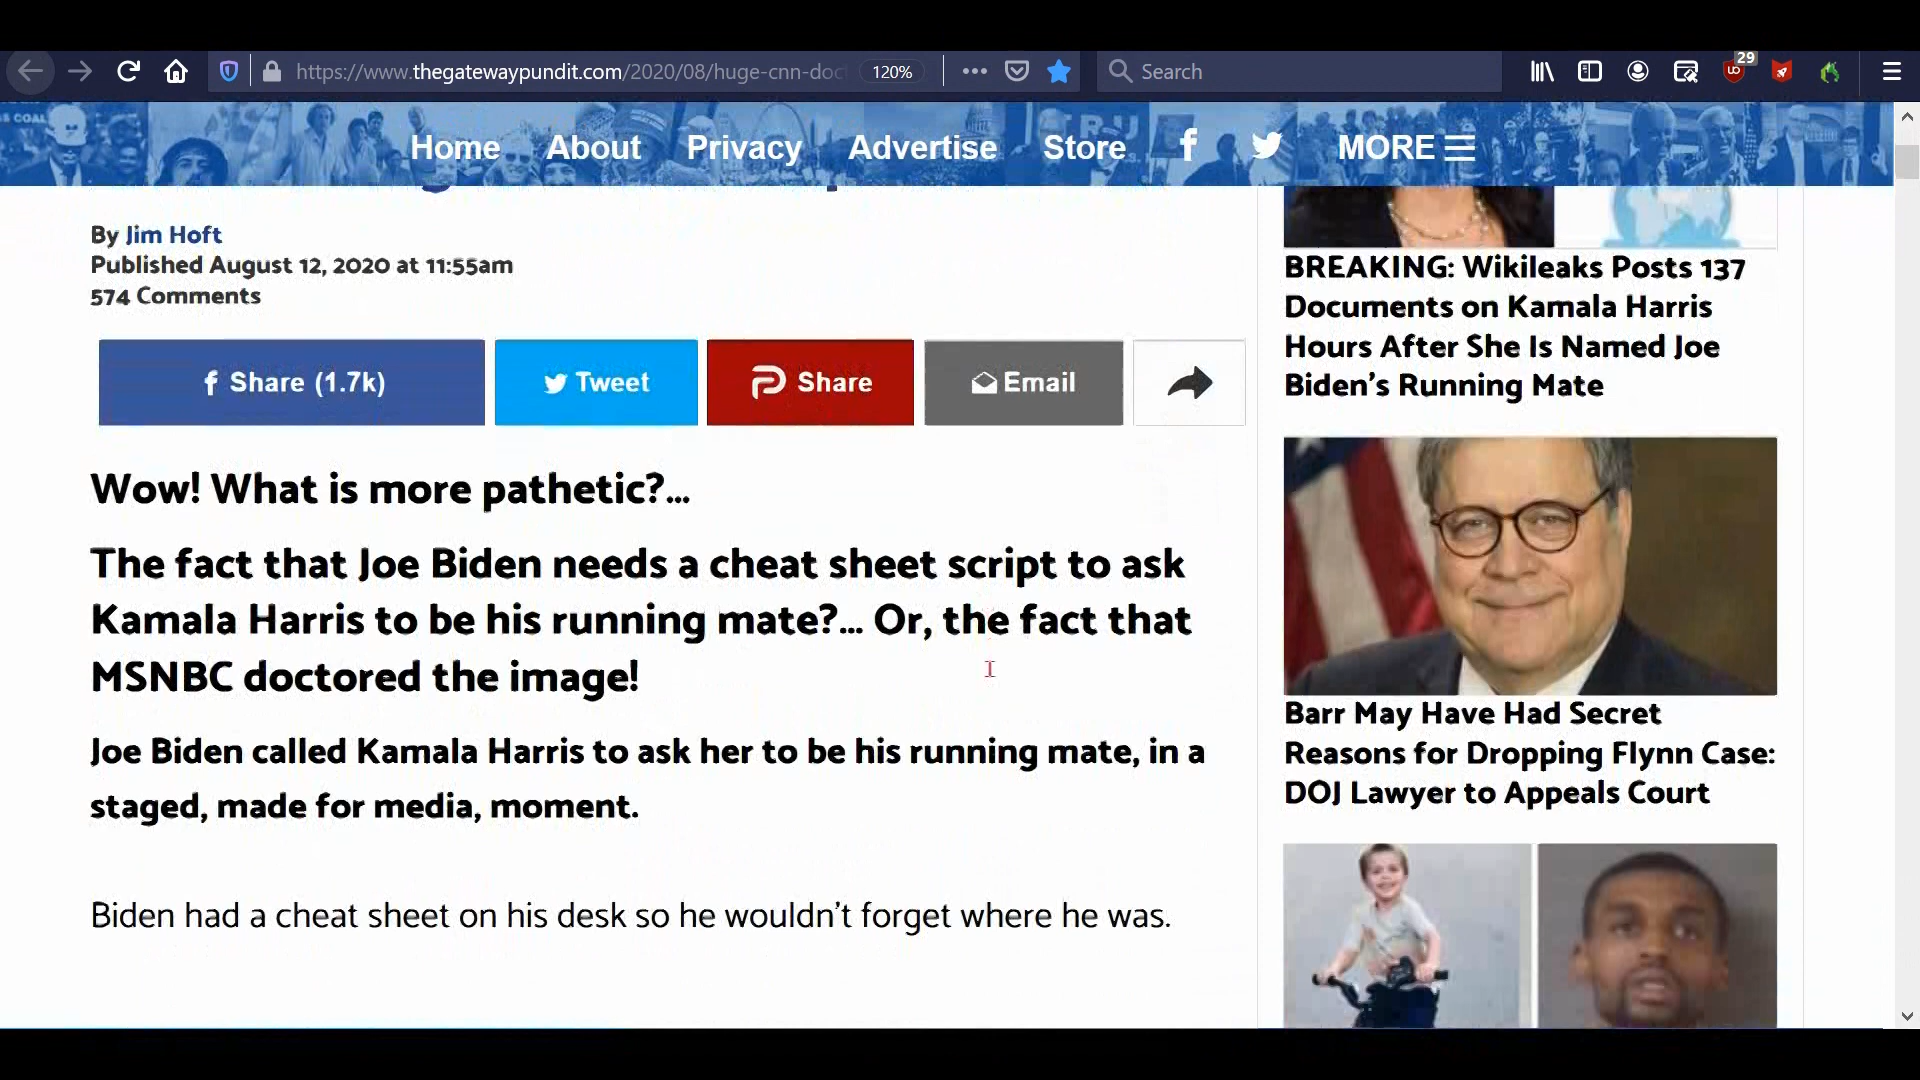 https://www.thegatewaypundit.com/2020/08/huge-cnn-doc
120%
Search
29
Home About Privacy Advertise Store MORE
By Jim Hoft
Published August 12, 2020 at 11:55am
574 Comments
Share (1.7k)
Tweet
Share
Email
Wow! What is more pathetic?...
The fact that Joe Biden needs a cheat sheet script to ask
Kamala Harris to be his running mate?... Or, the fact that
MSNBC doctored the image!
Joe Biden called Kamala Harris to ask her to be his running mate, in a
staged, made for media, moment.
Biden had a cheat sheet on his desk so he wouldn't forget where he was.
BREAKING: Wikileaks Posts 137
Documents on Kamala Harris
Hours After She Is Named Joe
Biden's Running Mate
Barr May Have Had Secret
Reasons for Dropping Flynn Case:
DOJ Lawyer to Appeals Court